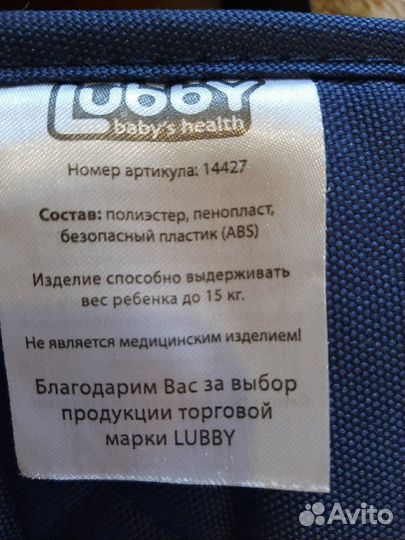 LUBBY
baby's health
Номер артикула: 14427
Состав: полиэстер, пенопласт,
безопасный пластик (ABS)
Изделие способно выдерживать
вес ребенка до 15 кг.
Не является медицинским изделием!
Благодарим Вас за выбор
продукции торговой
марки LUBBY
Avito